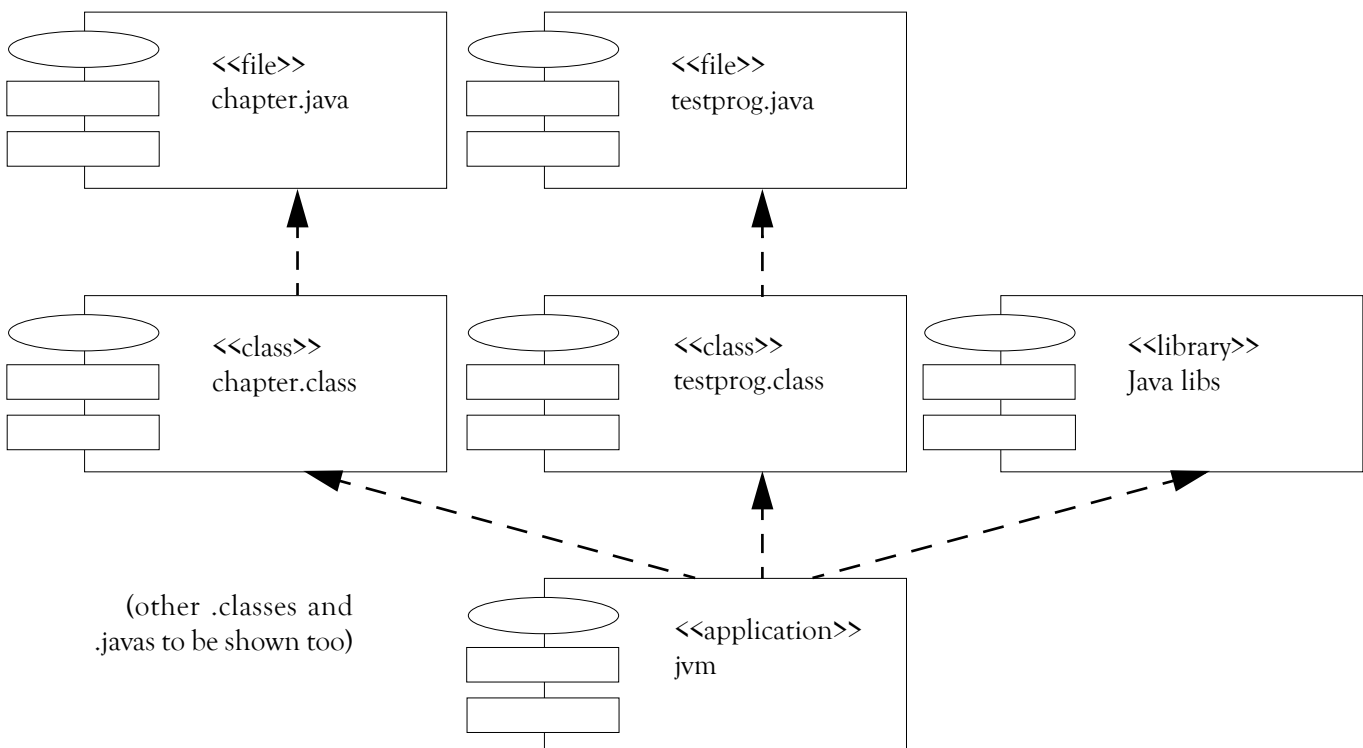 <<file>>
chapter.java
<<file>>
testprog.java
<<class>>
chapter.class
<<class>>
testprog.class
<<library>>
Java libs
(other .classes and
.javas to be shown too)
<<application>>
jvm